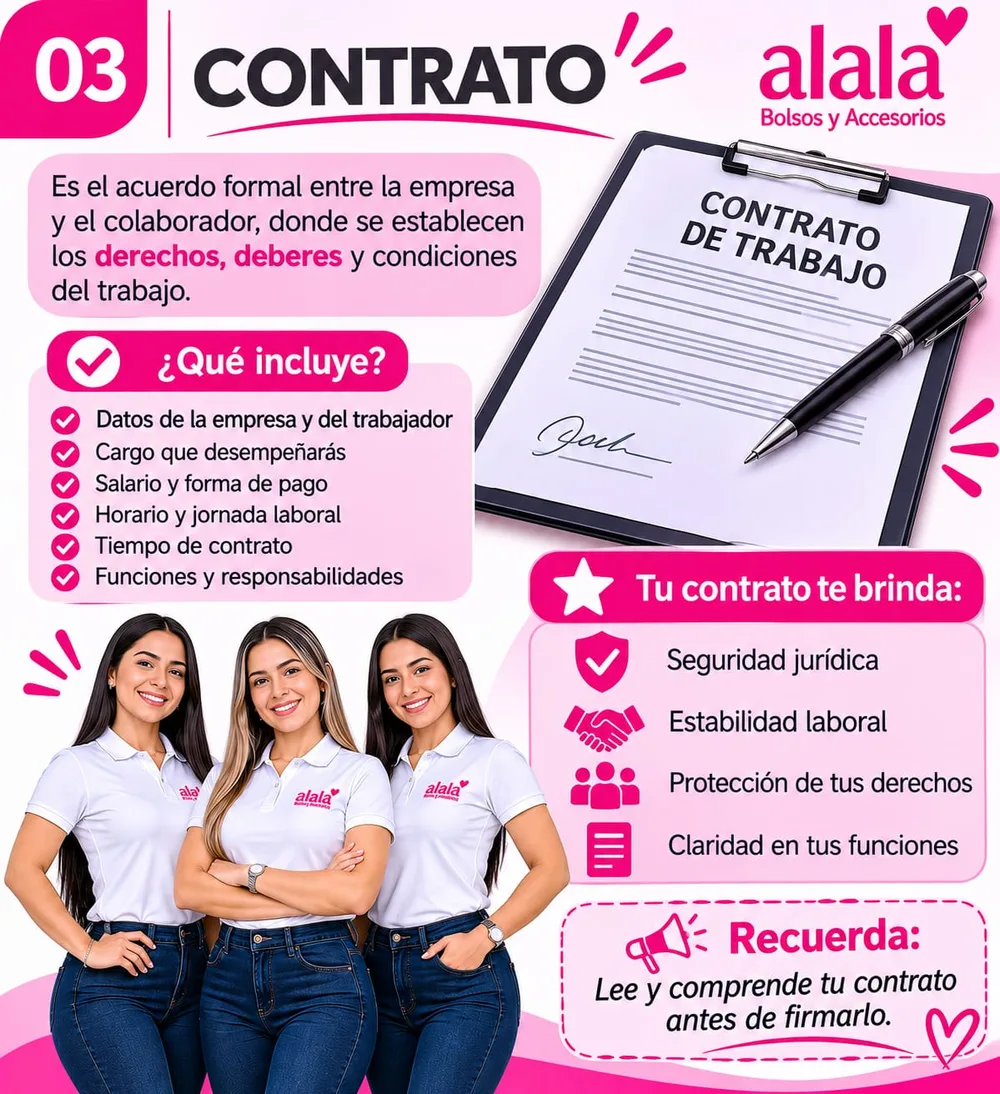 03
CONTRATO
alala
Bolsos y Accesorios
Es el acuerdo formal entre la empresa
y el colaborador, donde se establecen
los derechos, deberes y condiciones
del trabajo.
CONTRATO
DE TRABAJO
¿Qué incluye?
Datos de la empresa y del trabajador
Cargo que desempeñarás
Salario y forma de pago
Horario y jornada laboral
Tiempo de contrato
Funciones y responsabilidades
Tu contrato te brinda:
Seguridad jurídica
Estabilidad laboral
Protección de tus derechos
Claridad en tus funciones
alala
alala
Recuerda:
Lee y comprende tu contrato
antes de firmarlo.